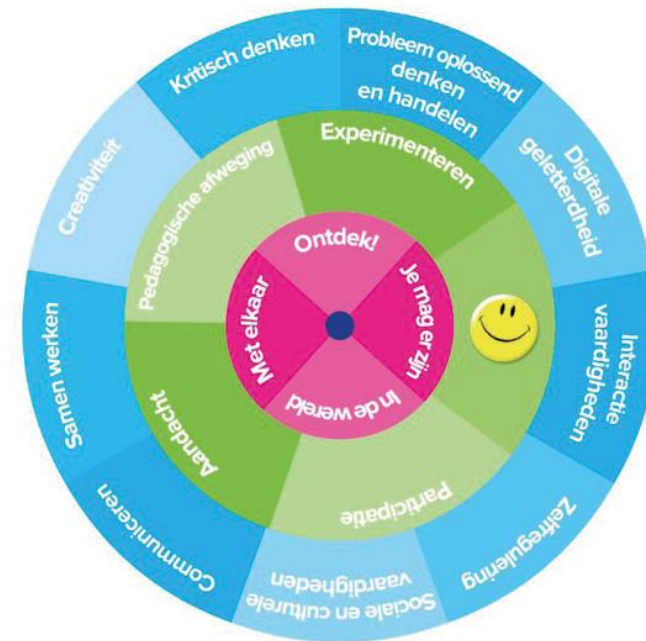 Kritisch denken
Probleem oplossend
denken
en handelen
Digitale
geletterdheid
Interactie
vaardigheden
Zelfregulering
Sociale en culturele
vaardigheden
Communiceren
Samen werken
Creativiteit
Experimenteren
Participatie
Aandacht
Pedagogische afweging
Ontdek!
Je mag er zijn
In de wereld
Met elkaar